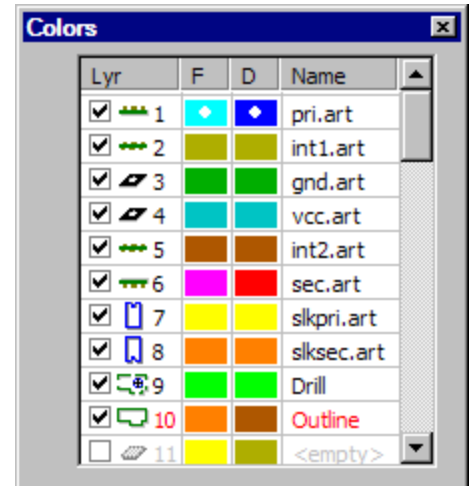 Colors
Lyr F D Name
1 pri.art
2 int1.art
3 gnd.art
4 vcc.art
5 int2.art
6 sec.art
7 slkpri.art
8 slksec.art
9 Drill
10 Outline
11 <empty>